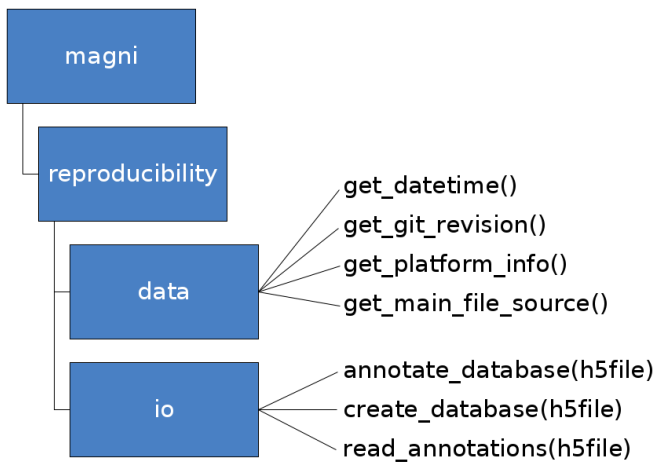 magni
reproducibility
data
get_datetime()
get_git_revision()
get_platform_info()
get_main_file_source()
io
annotate_database(h5file)
create_database(h5file)
read_annotations(h5file)